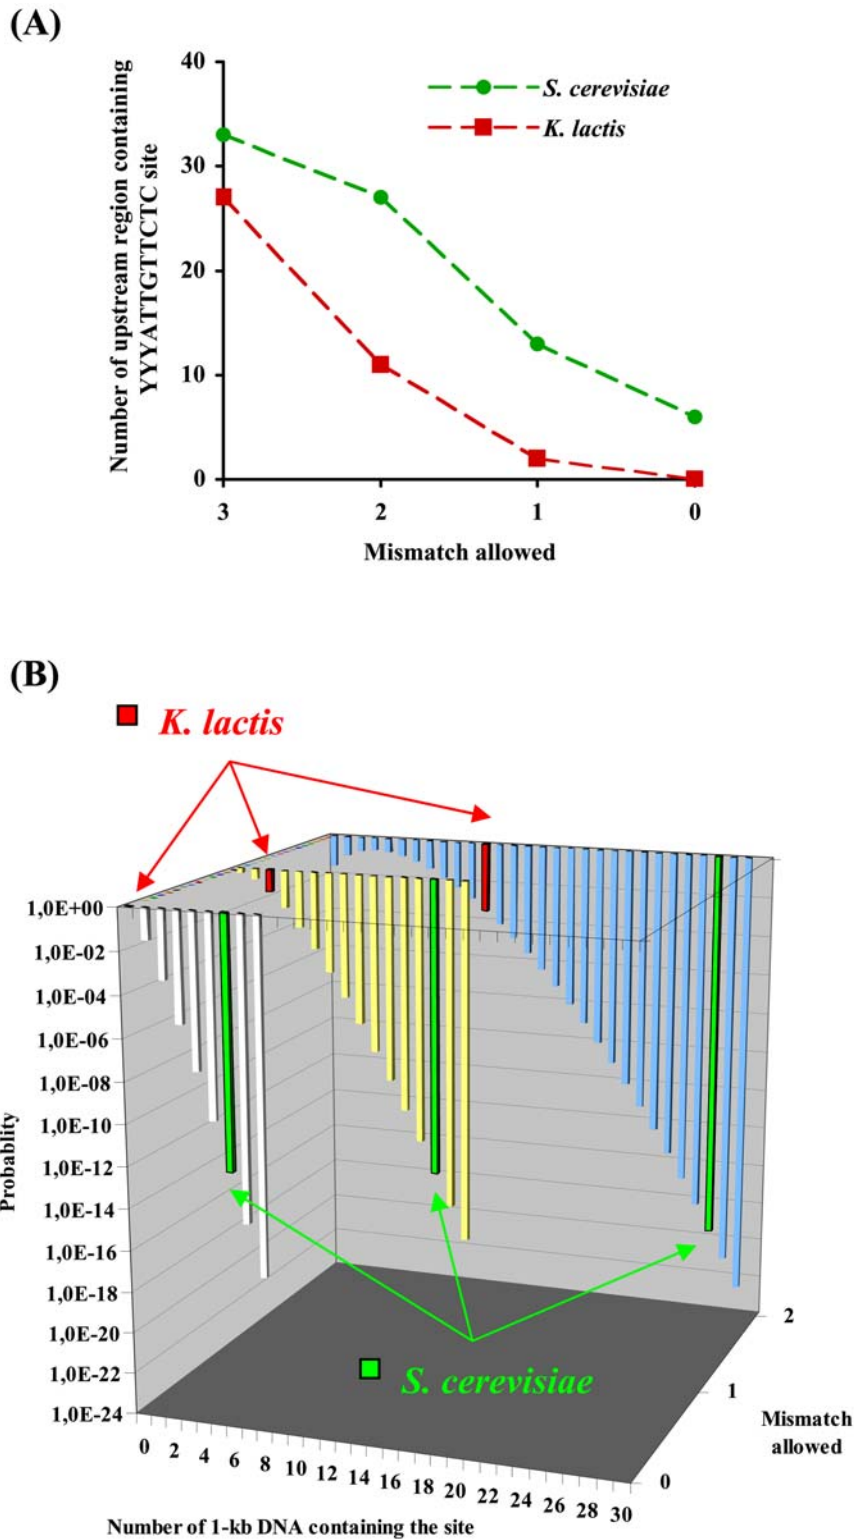 (A)
Number of upstream region containing
YYYATTGTTCTC site
40
30
20
10
0
S. cerevisiae
K. lactis
3 2 1 0
Mismatch allowed
(B)
K. lactis
1,0E+00
1,0E-02
1,0E-04
1,0E-06
1,0E-08
1,0E-10
1,0E-12
1,0E-14
1,0E-16
1,0E-18
1,0E-20
1,0E-22
1,0E-24
Probablity
S. cerevisiae
2
1
0
Mismatch
allowed
0 2 4 6 8 10 12 14 16 18 20 22 24 26 28 30
Number of 1-kb DNA containing the site